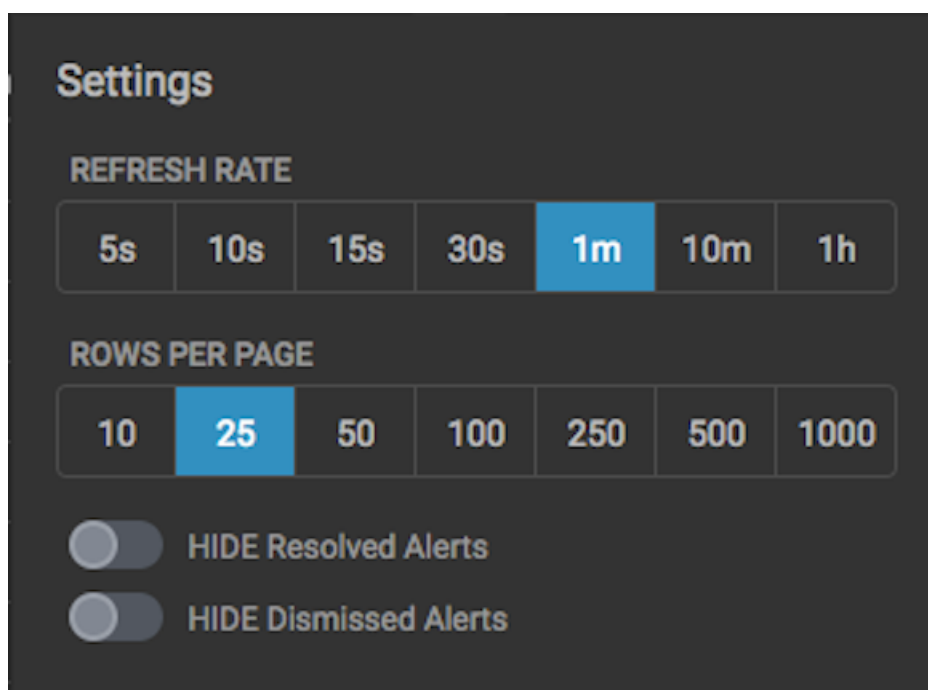 Settings
REFRESH RATE
5s 10s 15s 30s 1m 10m 1h
ROWS PER PAGE
10 25 50 100 250 500 1000
HIDE Resolved Alerts
HIDE Dismissed Alerts